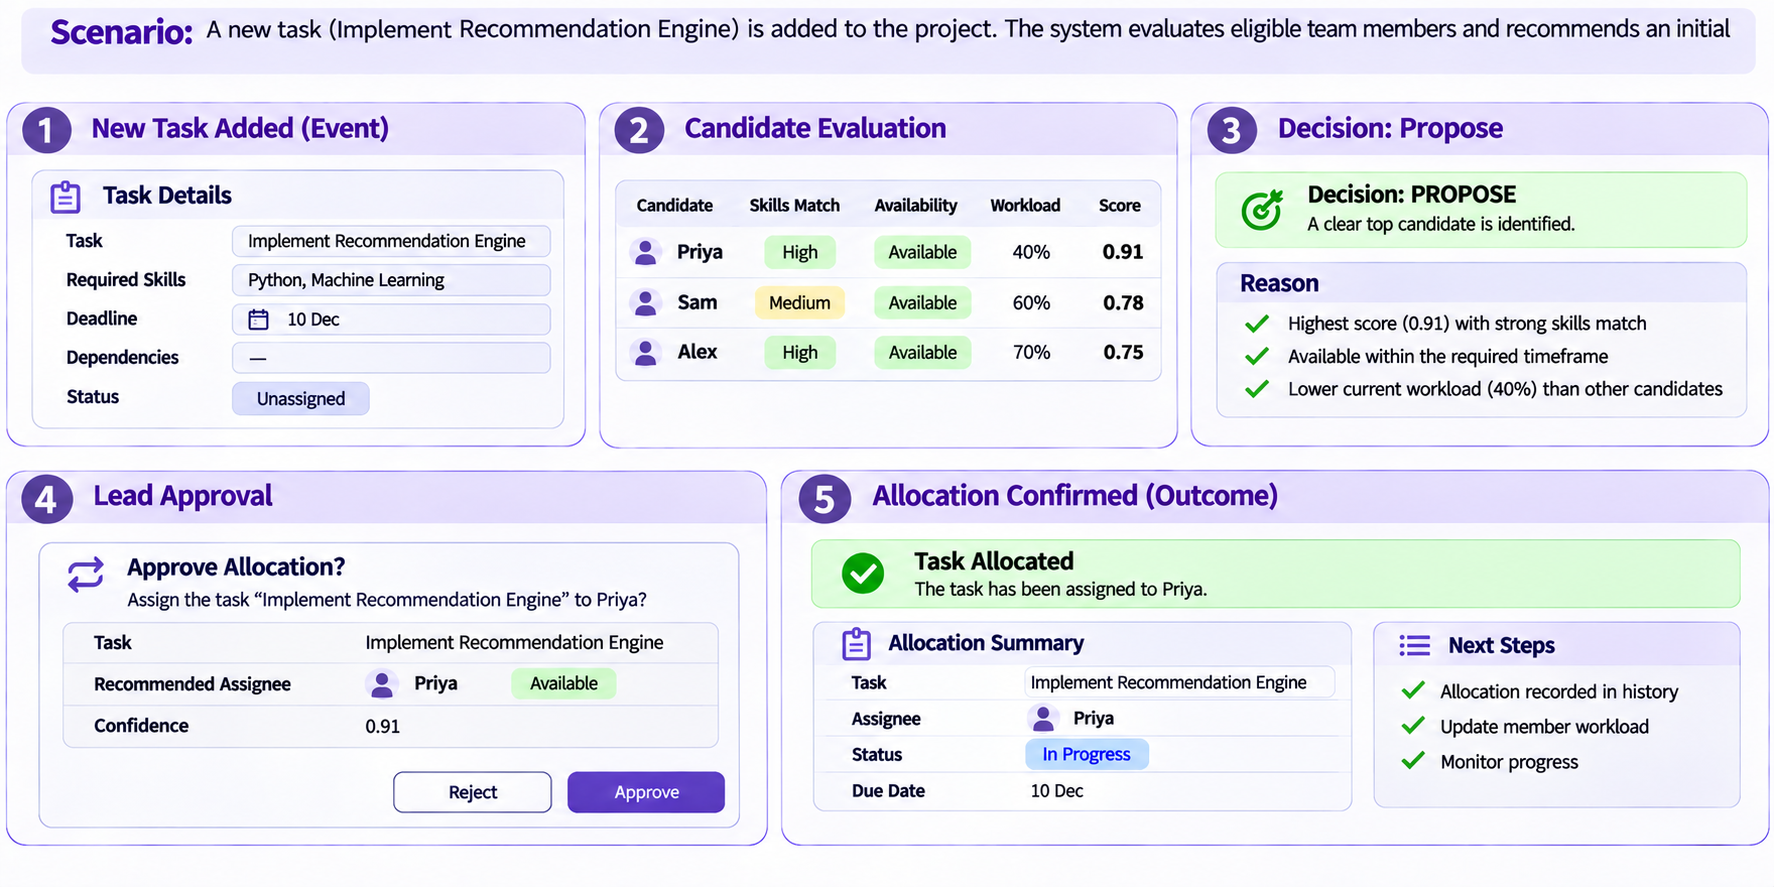 Scenario: A new task (Implement Recommendation Engine) is added to the project. The system evaluates eligible team members and recommends an initial
1 New Task Added (Event)
Task Details
Task Implement Recommendation Engine
Required Skills Python, Machine Learning
Deadline 10 Dec
Dependencies —
Status Unassigned
2 Candidate Evaluation
Candidate Skills Match Availability Workload Score
Priya High Available 40% 0.91
Sam Medium Available 60% 0.78
Alex High Available 70% 0.75
3 Decision: Propose
Decision: PROPOSE
A clear top candidate is identified.
Reason
Highest score (0.91) with strong skills match
Available within the required timeframe
Lower current workload (40%) than other candidates
4 Lead Approval
Approve Allocation?
Assign the task “Implement Recommendation Engine” to Priya?
Task Implement Recommendation Engine
Recommended Assignee Priya Available
Confidence 0.91
Reject Approve
5 Allocation Confirmed (Outcome)
Task Allocated
The task has been assigned to Priya.
Allocation Summary
Task Implement Recommendation Engine
Assignee Priya
Status In Progress
Due Date 10 Dec
Next Steps
Allocation recorded in history
Update member workload
Monitor progress